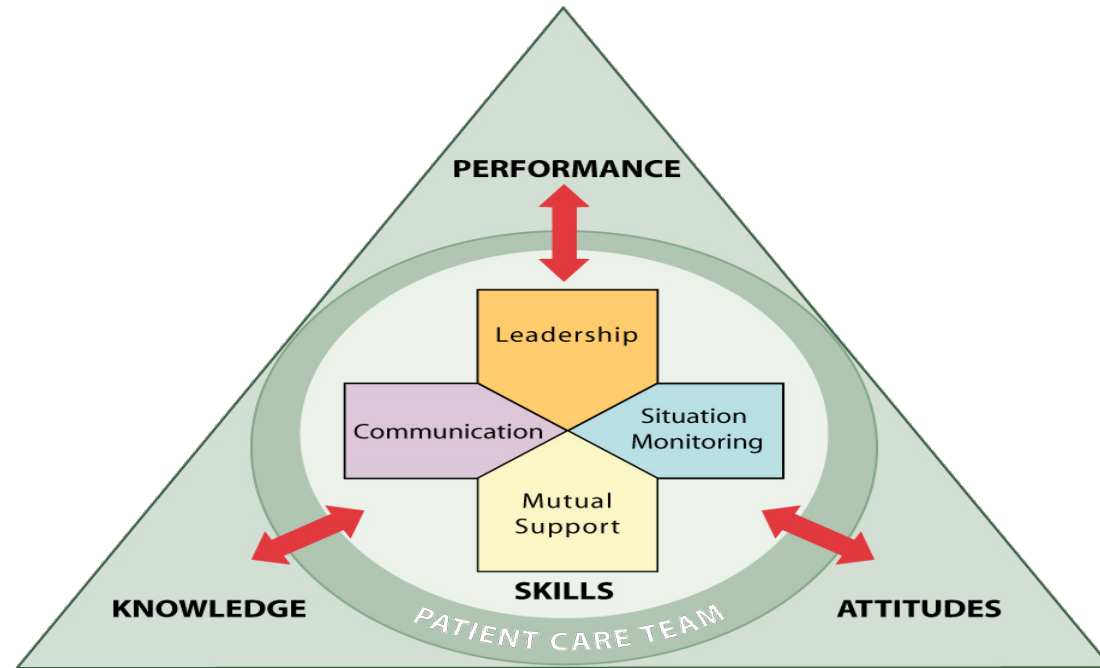 PERFORMANCE
Leadership
Communication
Situation
Monitoring
Mutual
Support
SKILLS
KNOWLEDGE
ATTITUDES
PATIENT CARE TEAM